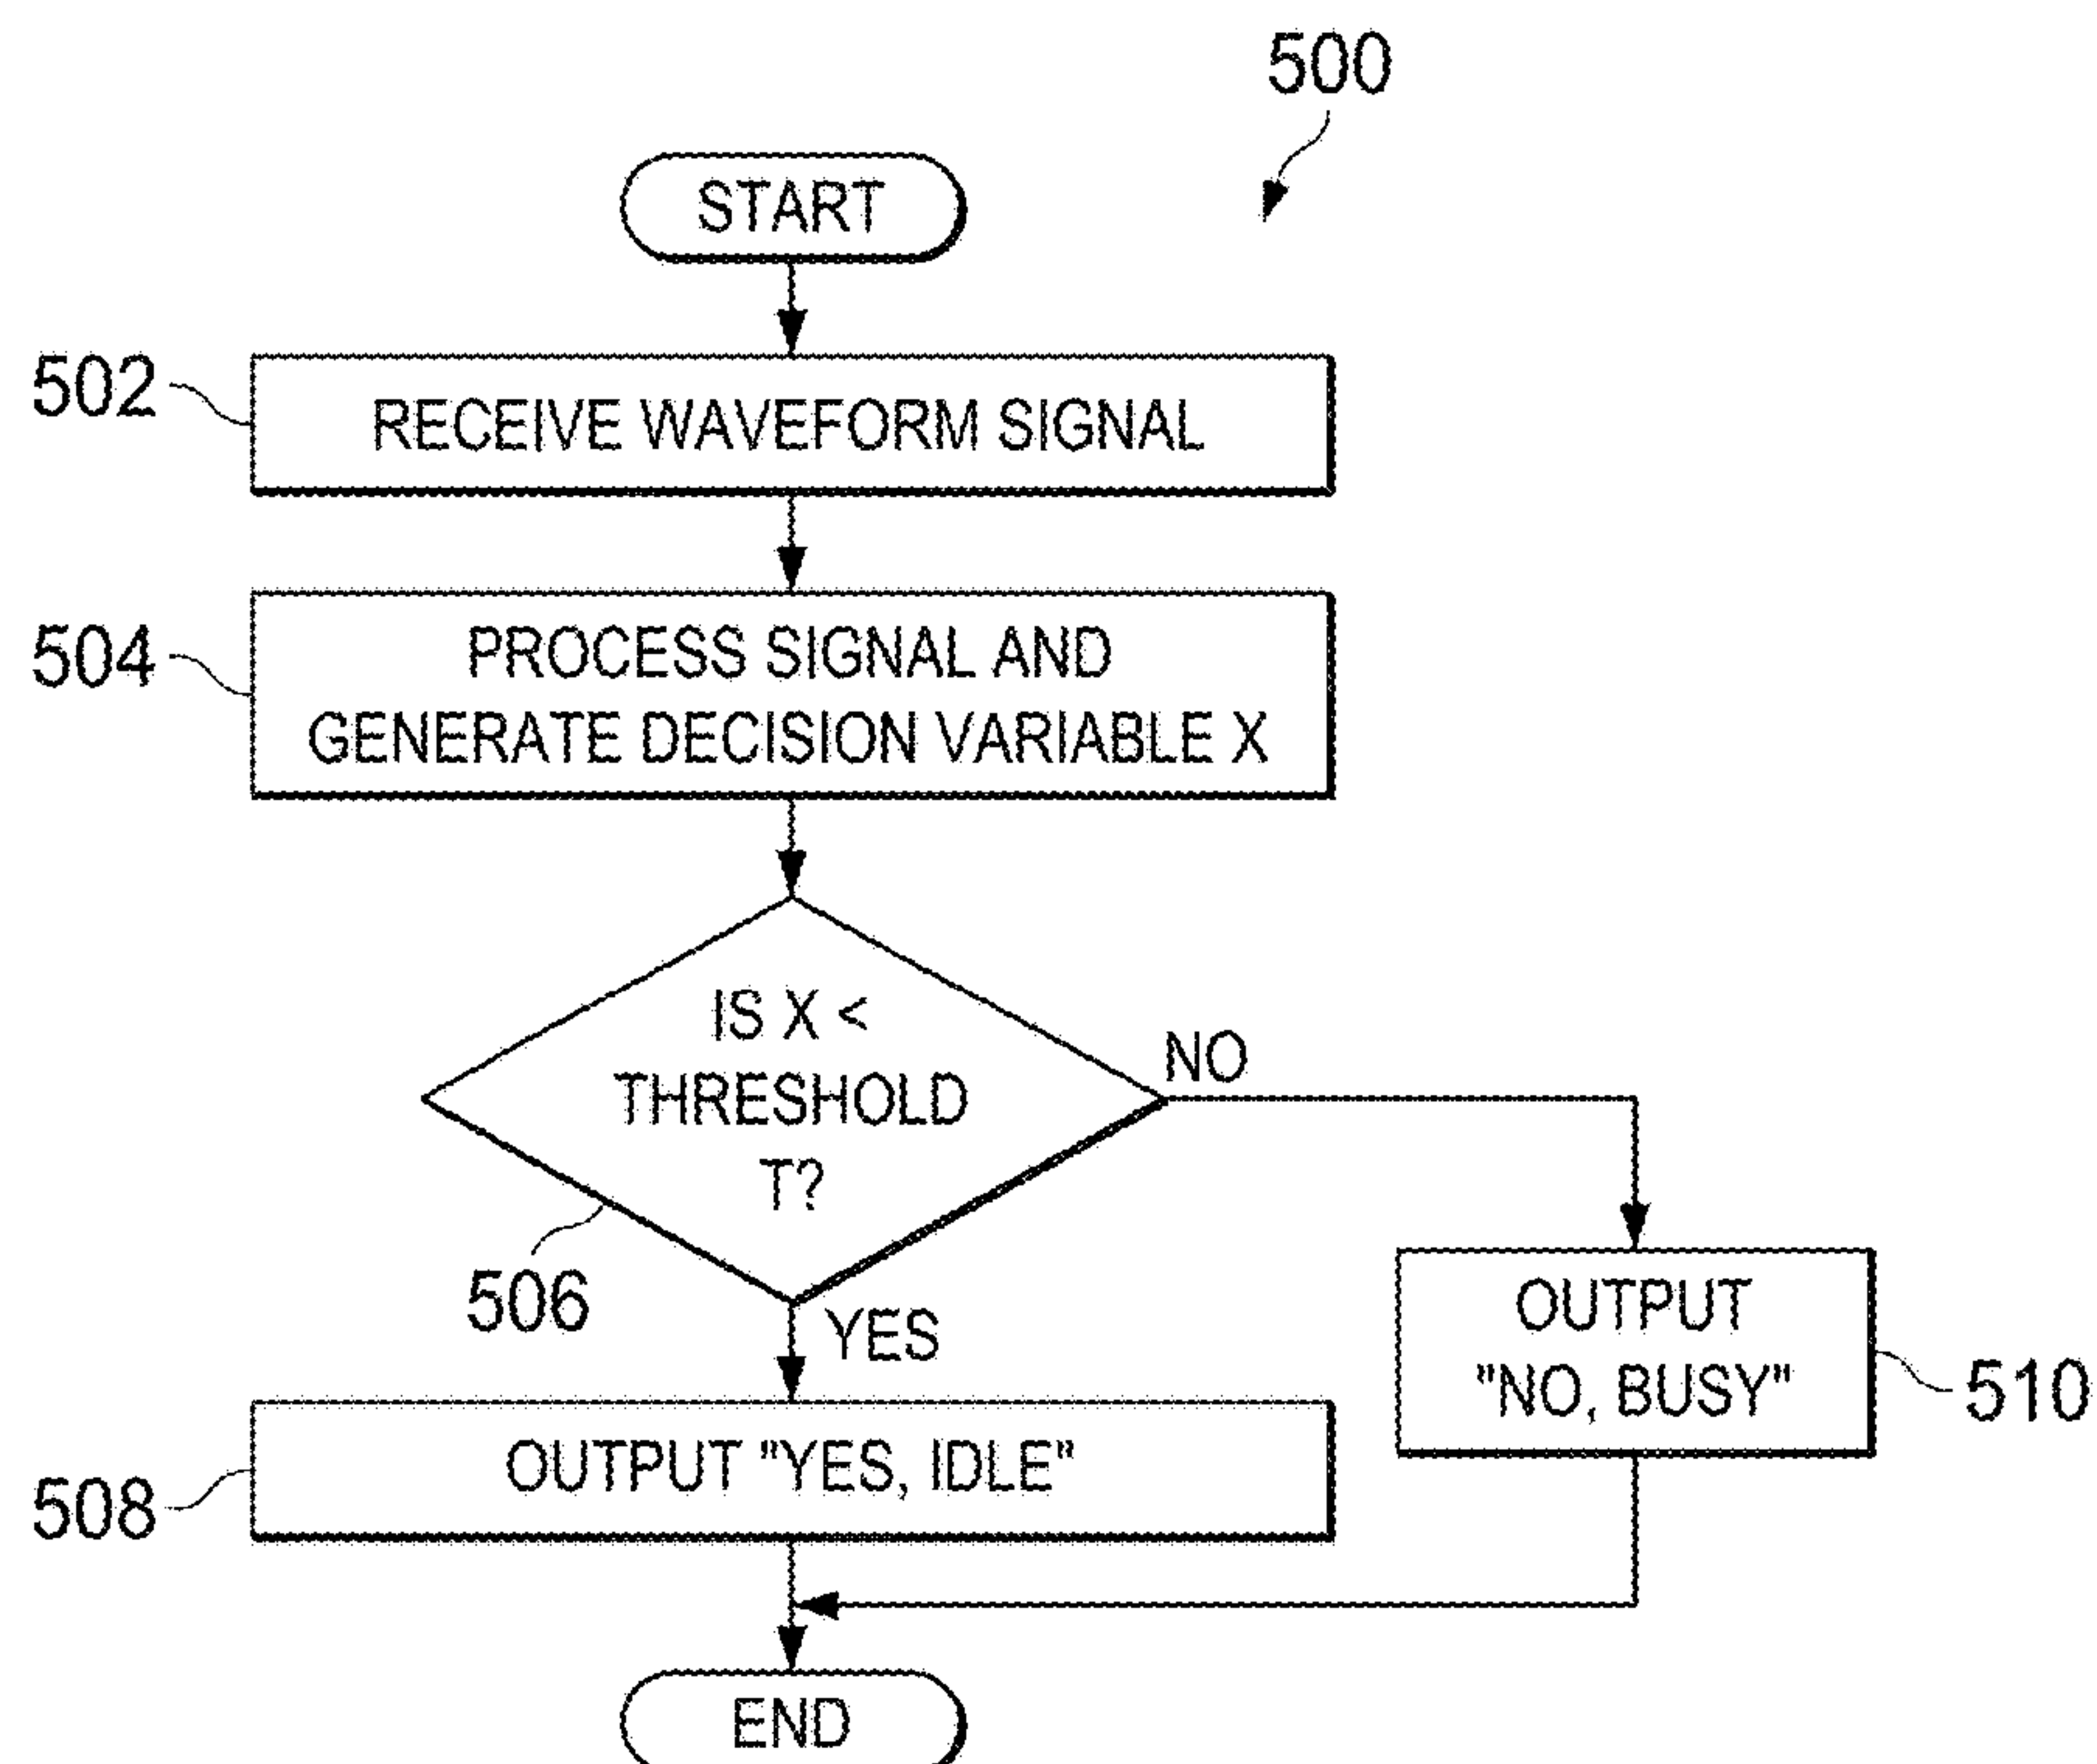 500
START
502
RECEIVE WAVEFORM SIGNAL
504
PROCESS SIGNAL AND
GENERATE DECISION VARIABLE X
IS X <
THRESHOLD
T?
NO
506
YES
OUTPUT
"NO, BUSY"
510
508
OUTPUT "YES, IDLE"
END